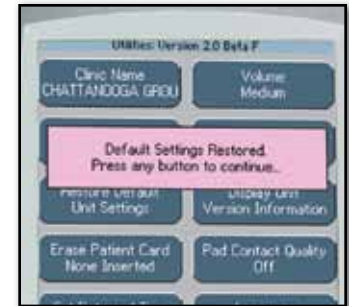 Utilities: Version 2.0 Beta F
Clinic Name
CHATTANOOGA GROU
Volume
Medium
Default Settings Restored.
Press any button to continue...
Restore Default
Unit Settings
Display Unit
Version Information
Erase Patient Card
None Inserted
Pad Contact Quality
Off